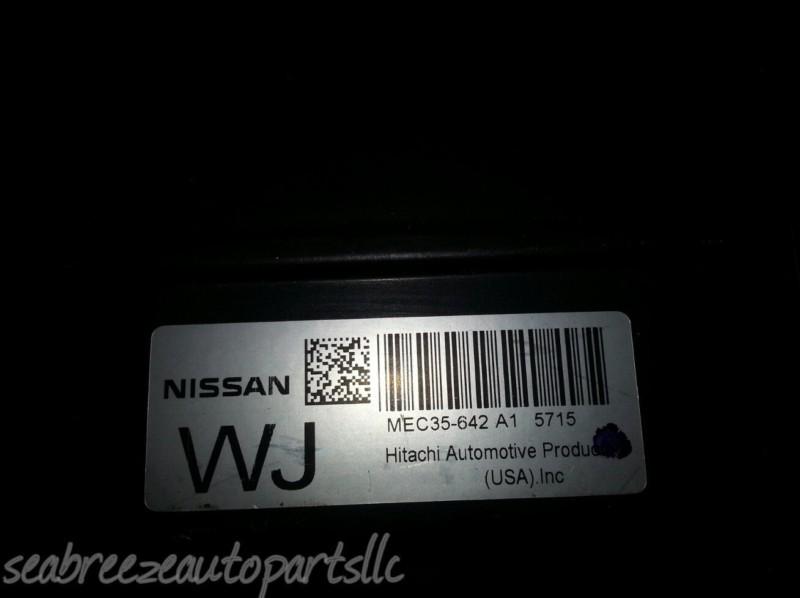 NISSAN
WJ
MEC35-642 A1 5715
Hitachi Automotive
(USA).Inc
seabreezeautopartsllc